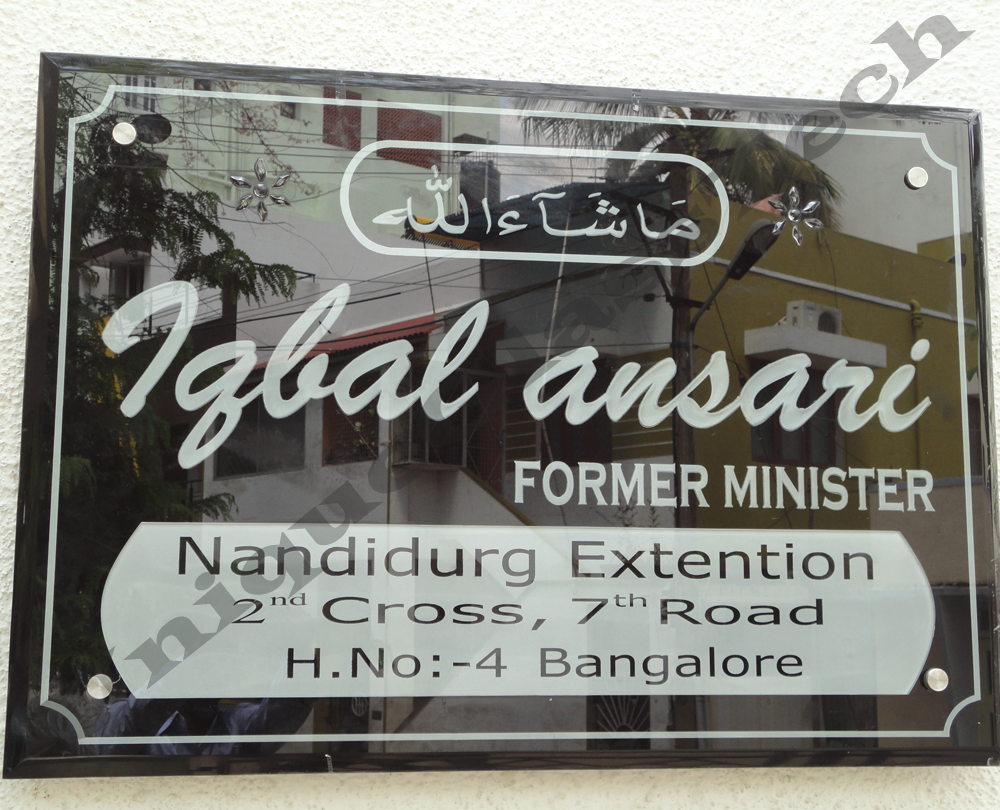 مَاشَآءَاللّٰه
Iqbal ansari
FORMER MINISTER
Nandidurg Extention
2nd Cross, 7th Road
H.No:-4 Bangalore